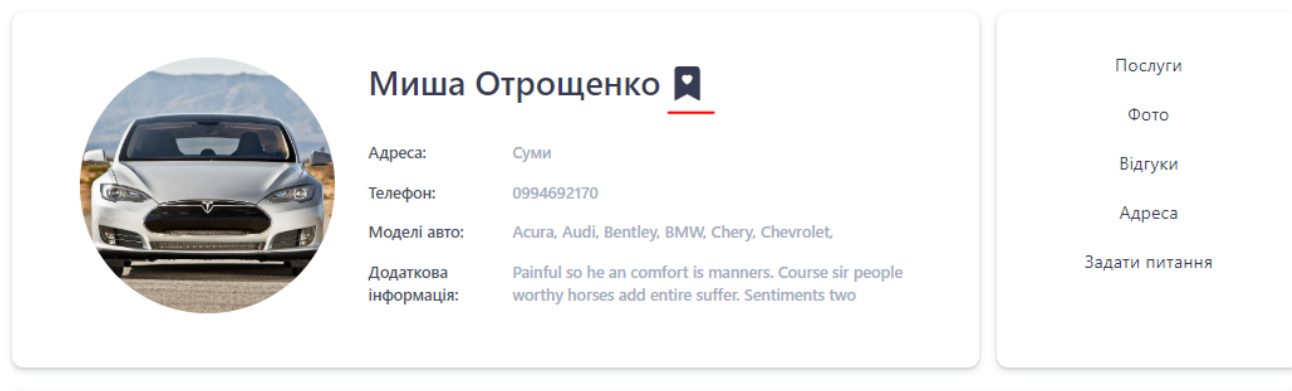 Миша Отрощенко
Адреса: Суми
Телефон: 0994692170
Моделі авто: Acura, Audi, Bentley, BMW, Chery, Chevrolet,
Додаткова інформація: Painful so he an comfort is manners. Course sir people
worthy horses add entire suffer. Sentiments two
Послуги
Фото
Відгуки
Адреса
Задати питання